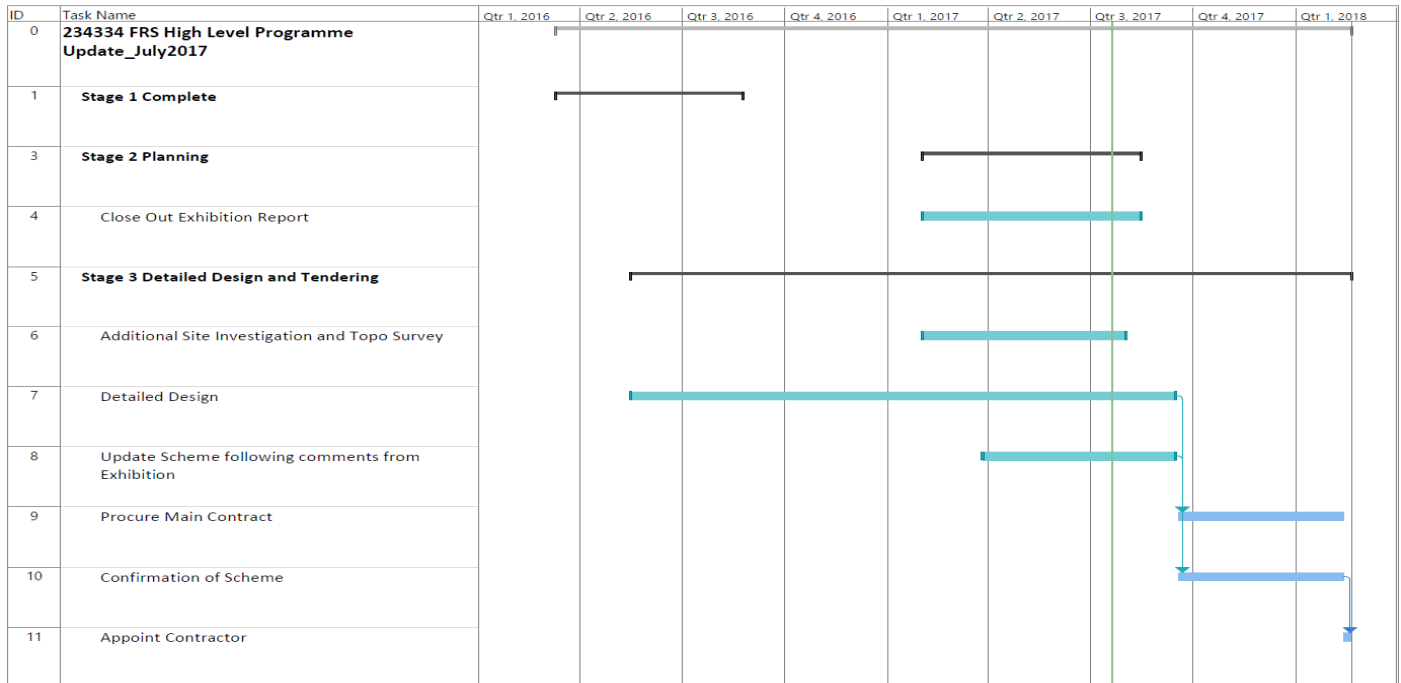 ID Task Name Qtr 1, 2016 Qtr 2, 2016 Qtr 3, 2016 Qtr 4, 2016 Qtr 1, 2017 Qtr 2, 2017 Qtr 3, 2017 Qtr 4, 2017 Qtr 1, 2018
0 234334 FRS High Level Programme
Update_July2017
1 Stage 1 Complete
3 Stage 2 Planning
4 Close Out Exhibition Report
5 Stage 3 Detailed Design and Tendering
6 Additional Site Investigation and Topo Survey
7 Detailed Design
8 Update Scheme following comments from
Exhibition
9 Procure Main Contract
10 Confirmation of Scheme
11 Appoint Contractor